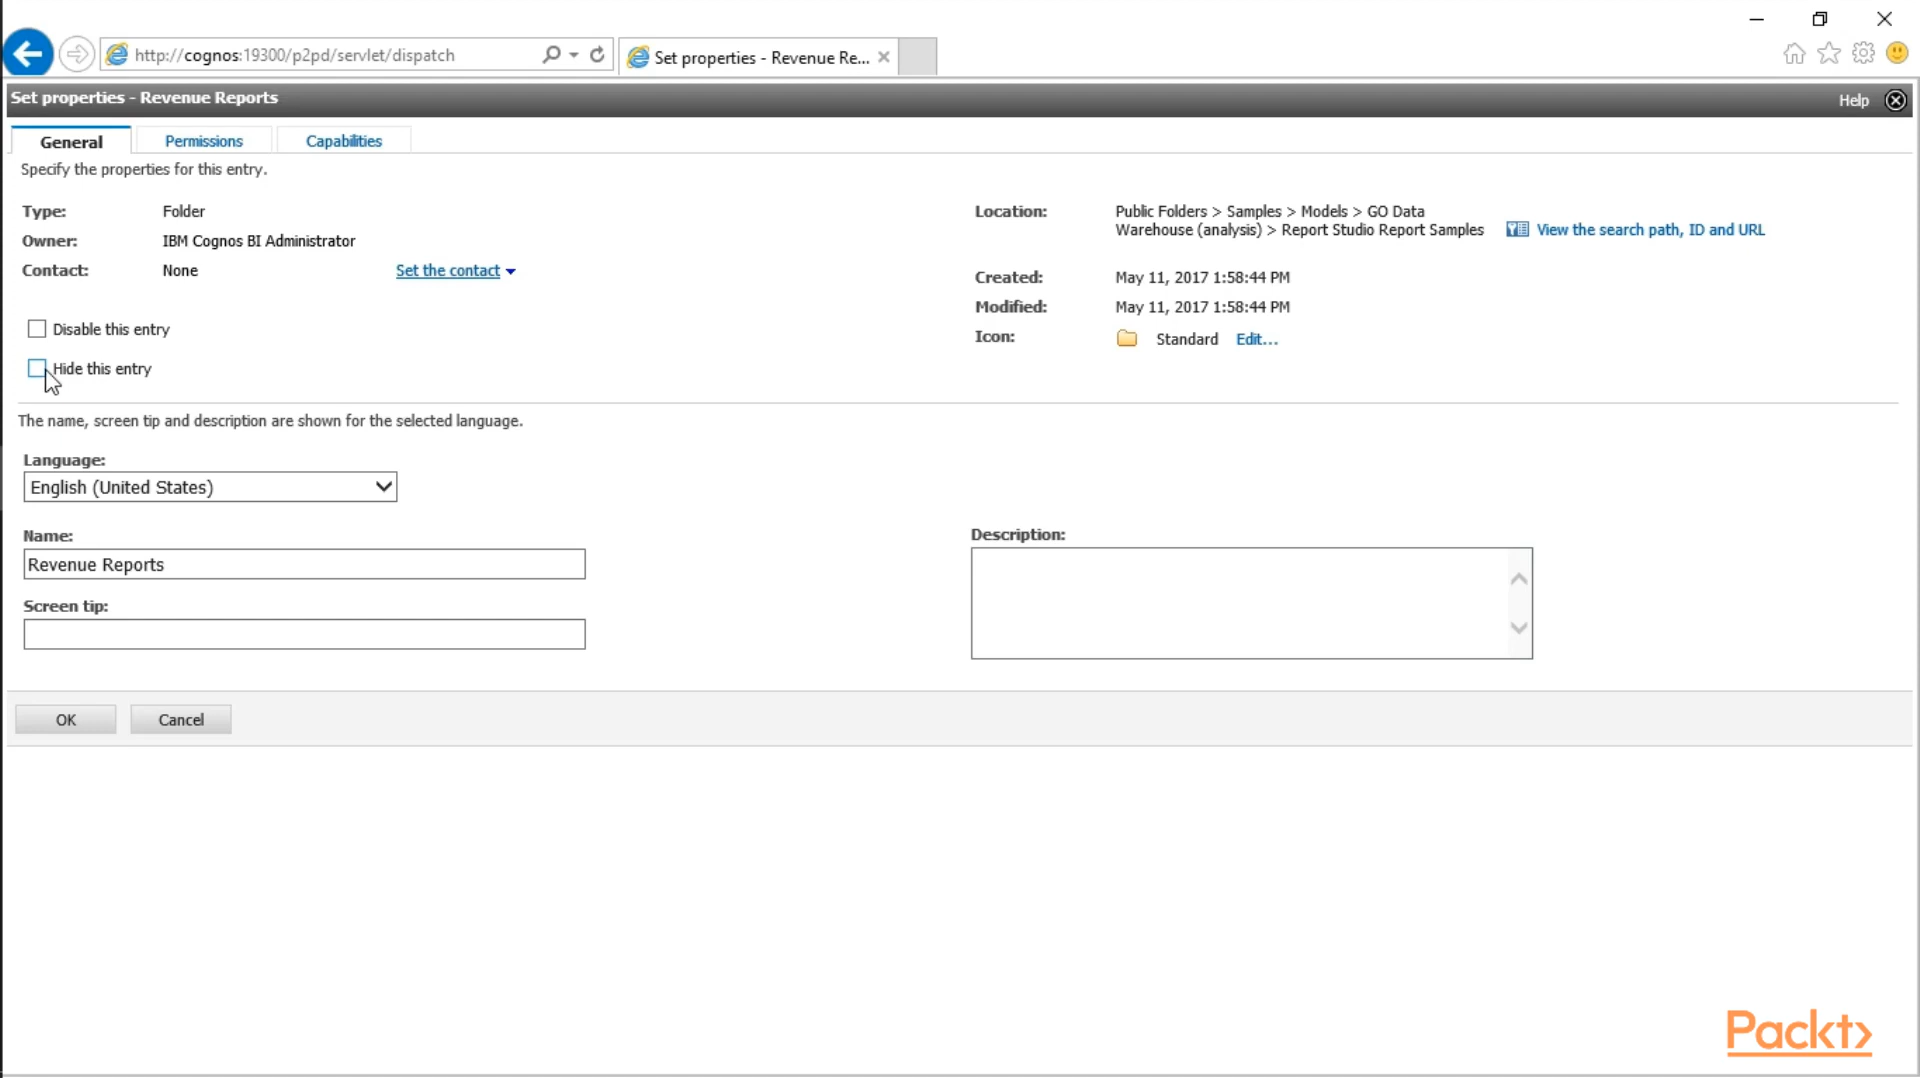 http://cognos:19300/p2pd/servlet/dispatch
Set properties - Revenue Re...
Set properties - Revenue Reports
Help
General
Permissions
Capabilities
Specify the properties for this entry.
Type: Folder
Owner: IBM Cognos BI Administrator
Contact: None Set the contact
Location: Public Folders > Samples > Models > GO Data
Warehouse (analysis) > Report Studio Report Samples
View the search path, ID and URL
Created: May 11, 2017 1:58:44 PM
Modified: May 11, 2017 1:58:44 PM
Icon: Standard Edit...
Disable this entry
Hide this entry
The name, screen tip and description are shown for the selected language.
Language:
English (United States)
Name:
Revenue Reports
Screen tip:
Description:
OK
Cancel
Packt>